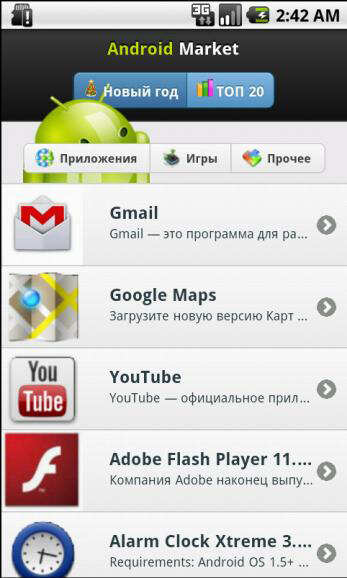 3G
2:42 AM
Android Market
Новый год
ТОП 20
Приложения
Игры
Прочее
Gmail
Gmail — это программа для ра...
Google Maps
Загрузите новую версию Карт ...
You
Tube
YouTube
YouTube — официальное прил...
Adobe Flash Player 11....
Компания Adobe наконец выпу...
Alarm Clock Xtreme 3....
Requirements: Android OS 1.5+ ...